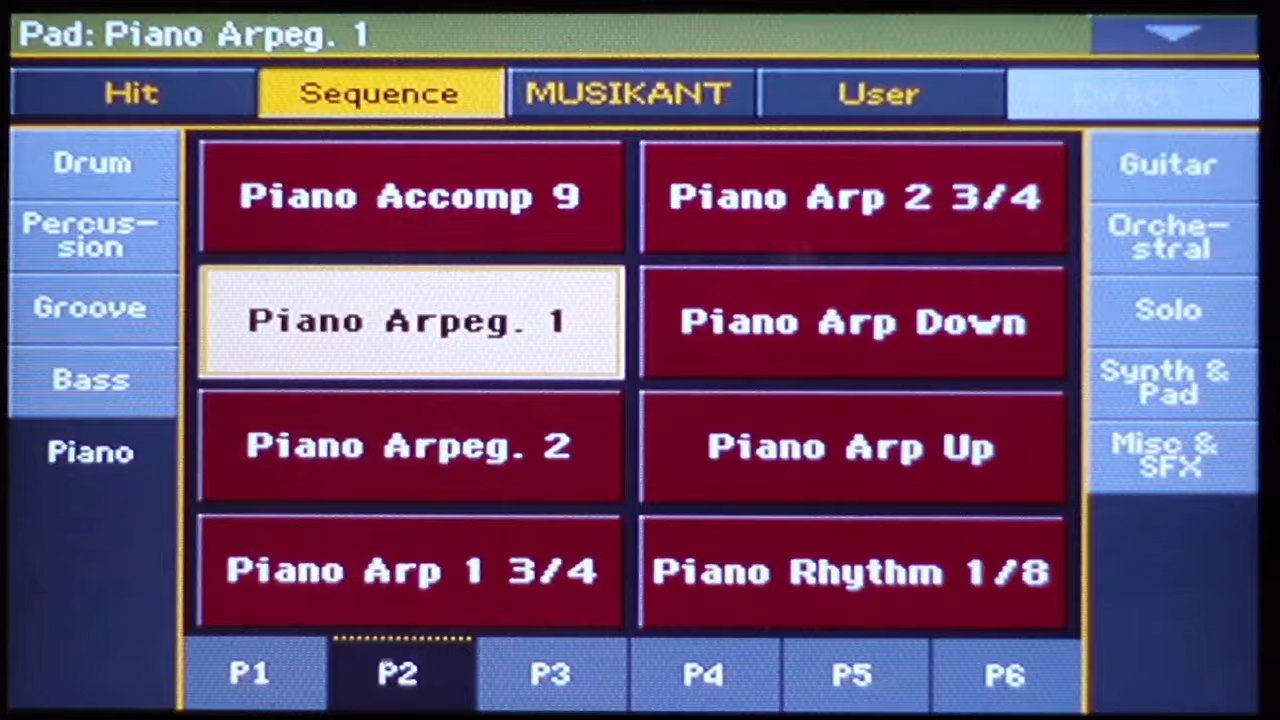 Pad: Piano Arpeg. 1
Hit
Sequence
MUSIKANT
User
Direct
Drum
Percus-
sion
Groove
Bass
Piano
Piano Accomp 9
Piano Arp 2 3/4
Piano Arpeg. 1
Piano Arp Down
Piano Arpeg. 2
Piano Arp Up
Piano Arp 1 3/4
Piano Rhythm 1/8
Guitar
Orche-
stral
Solo
Synth &
Pad
Misc &
SFX
P1
P2
P3
P4
P5
P6